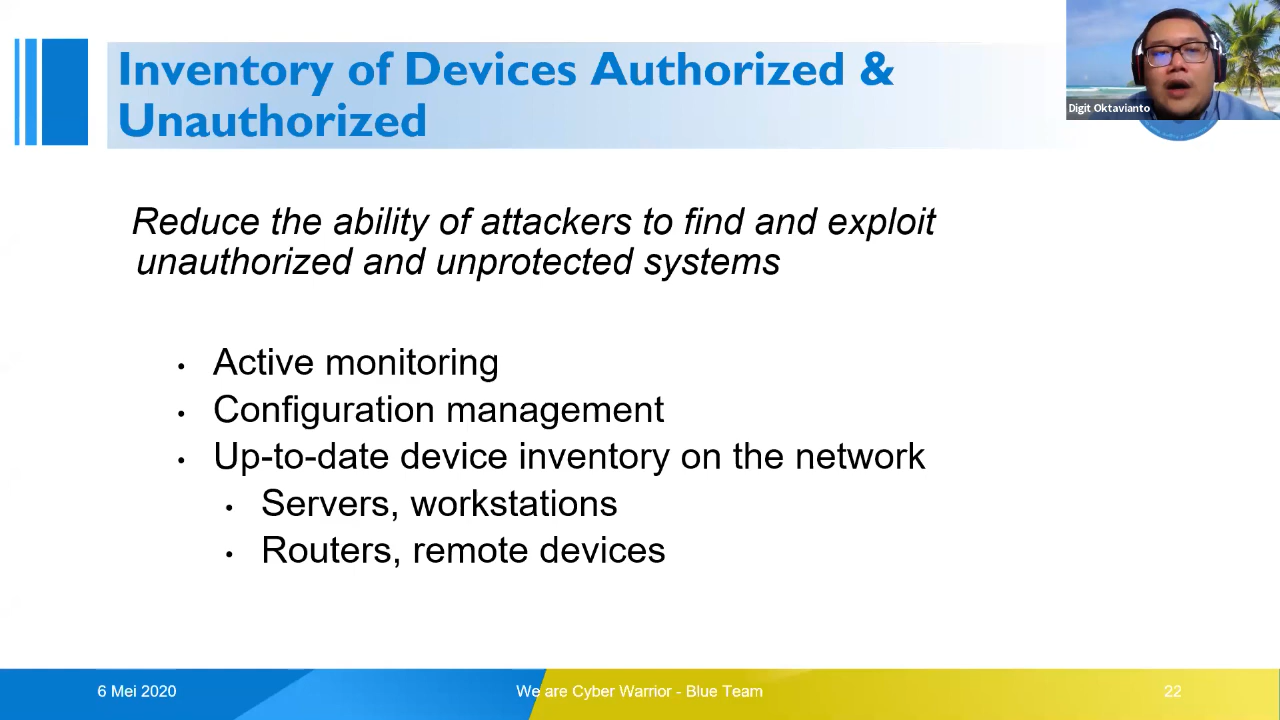 Inventory of Devices Authorized &
Unauthorized
Digit Oktavianto
Reduce the ability of attackers to find and exploit
unauthorized and unprotected systems
• Active monitoring
• Configuration management
• Up-to-date device inventory on the network
• Servers, workstations
• Routers, remote devices
6 Mei 2020
We are Cyber Warrior - Blue Team
22